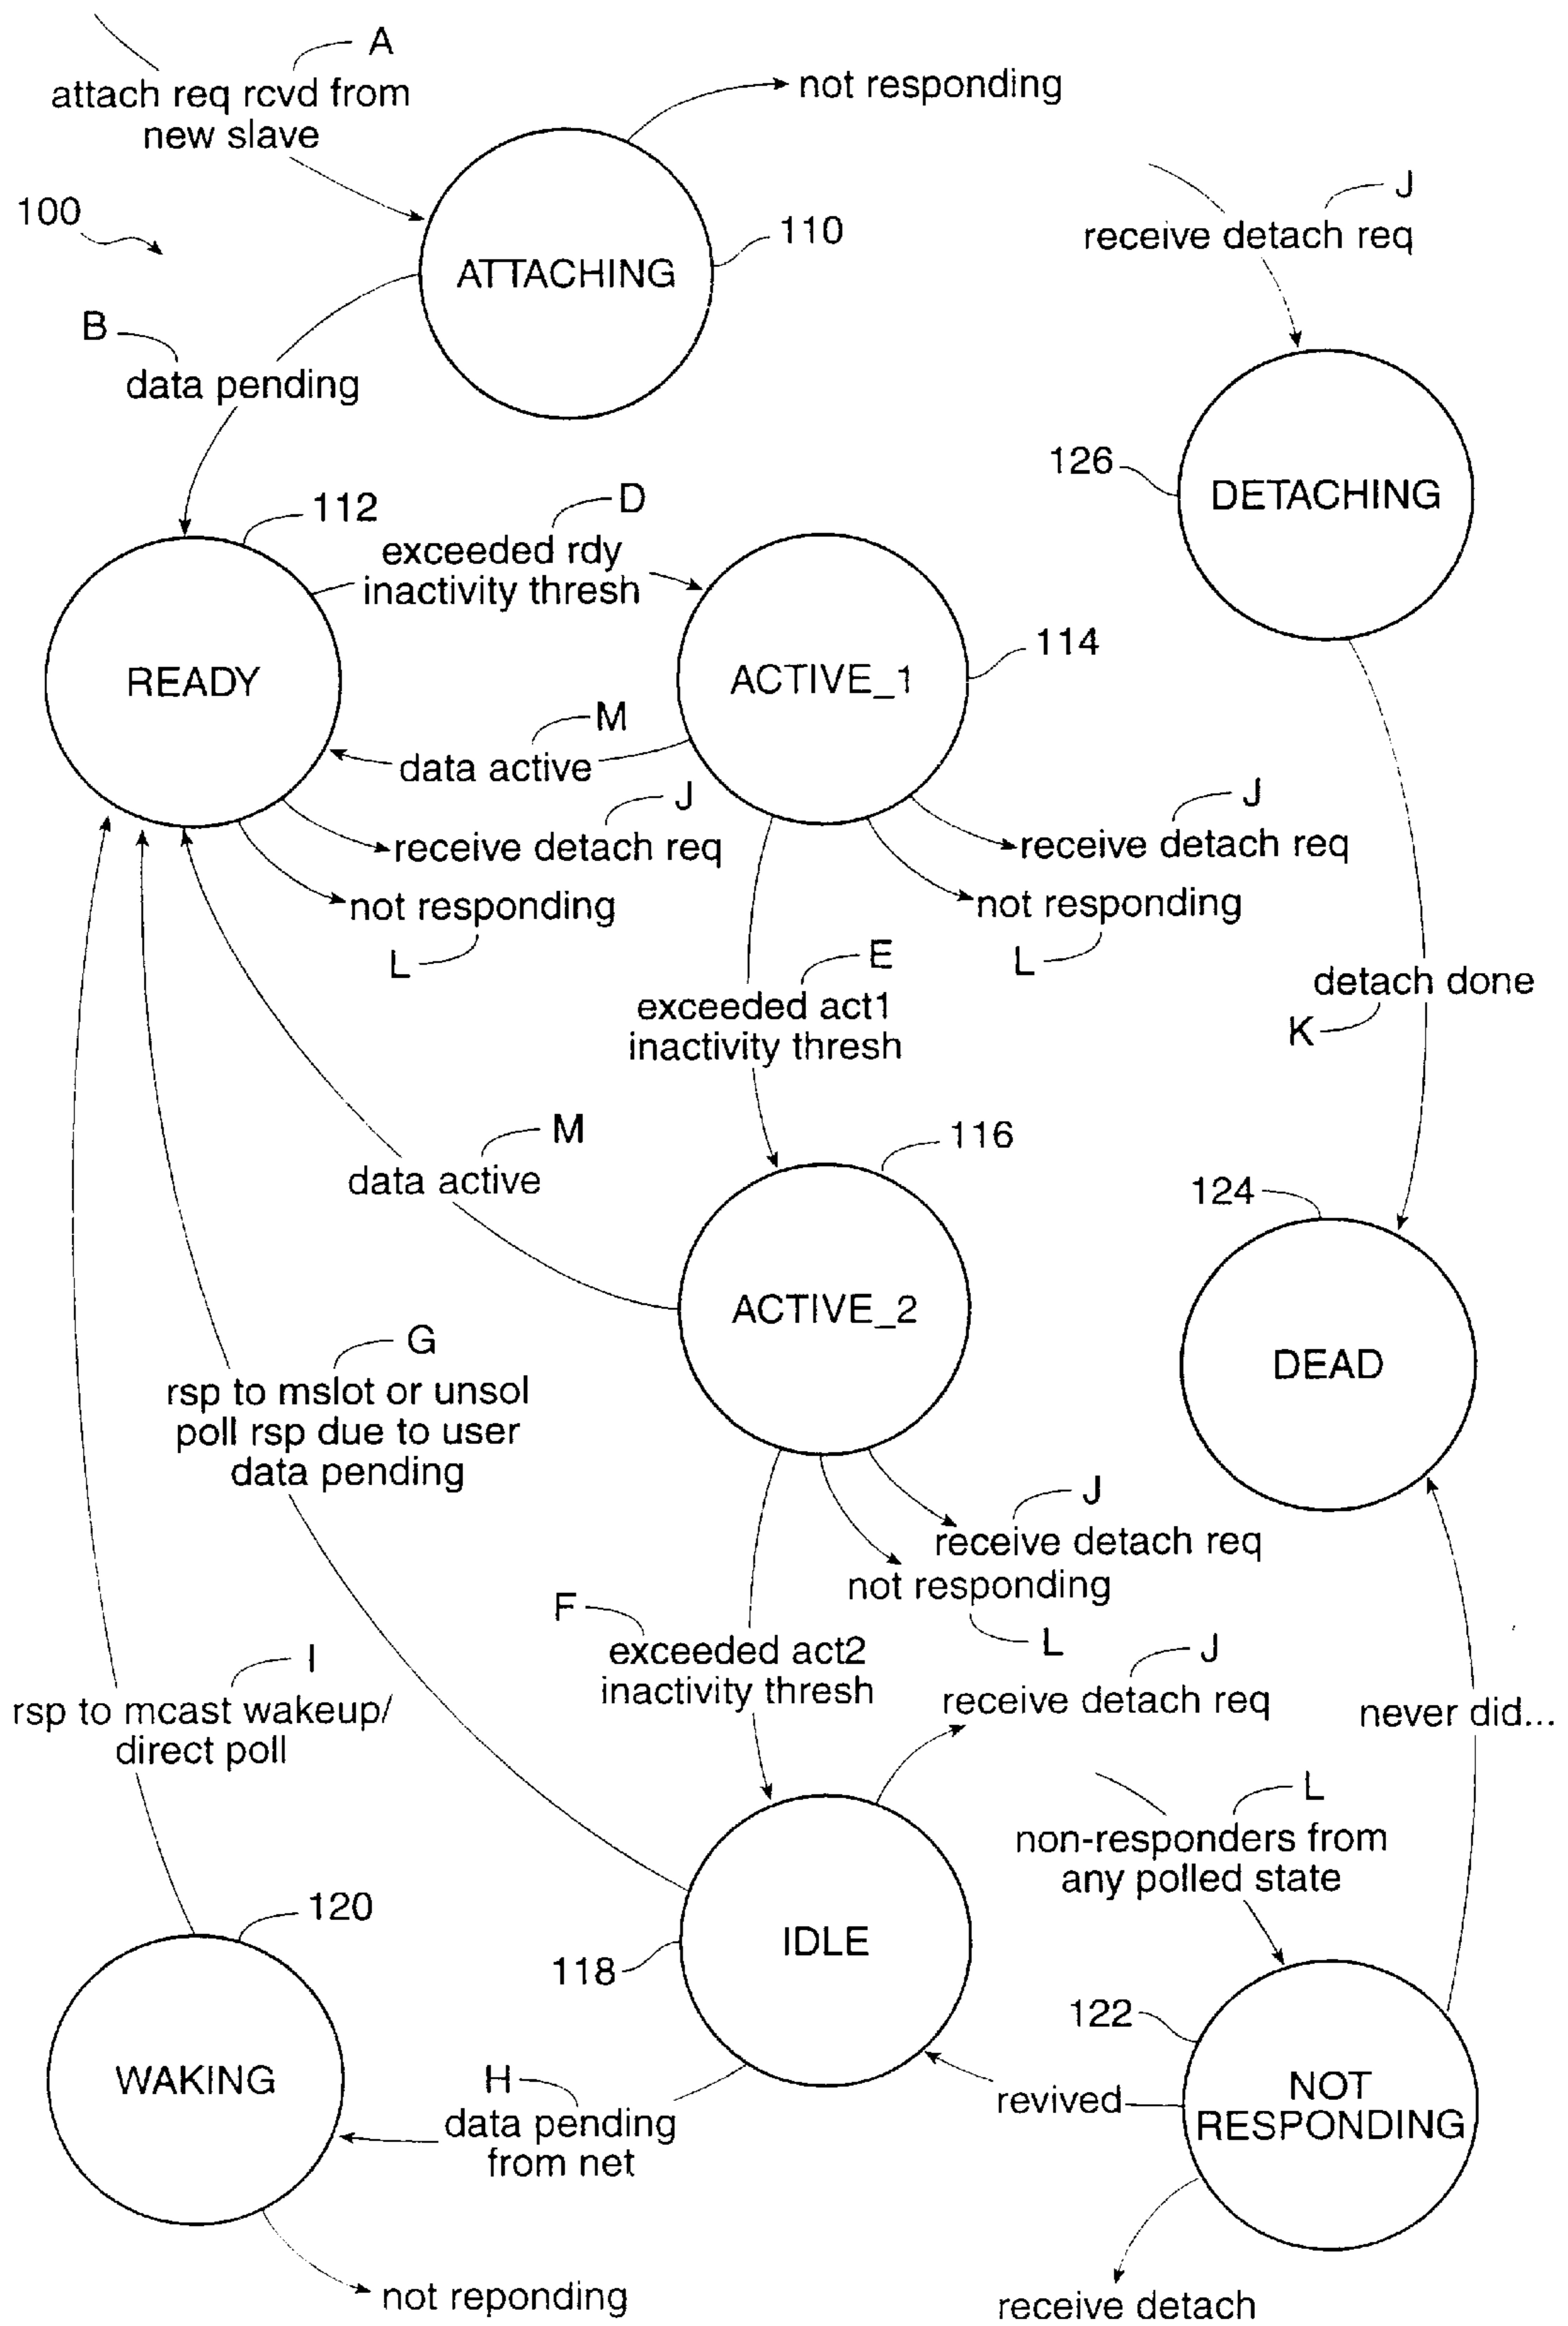 A
attach req rcvd from
new slave
not responding
100
110
ATTACHING
J
receive detach req
B
data pending
126
DETACHING
112
D
exceeded rdy
inactivity thresh
READY
ACTIVE_1
114
M
data active
J
receive detach req
not responding
L
J
receive detach req
not responding
L
E
exceeded act1
inactivity thresh
detach done
K
M
data active
116
ACTIVE_2
124
DEAD
G
rsp to mslot or unsol
poll rsp due to user
data pending
J
receive detach req
not responding
L
F
exceeded act2
inactivity thresh
J
receive detach req
I
rsp to mcast wakeup/
direct poll
never did...
L
non-responders from
any polled state
120
WAKING
118
IDLE
122
NOT
RESPONDING
H
data pending
from net
revived
not reponding
receive detach